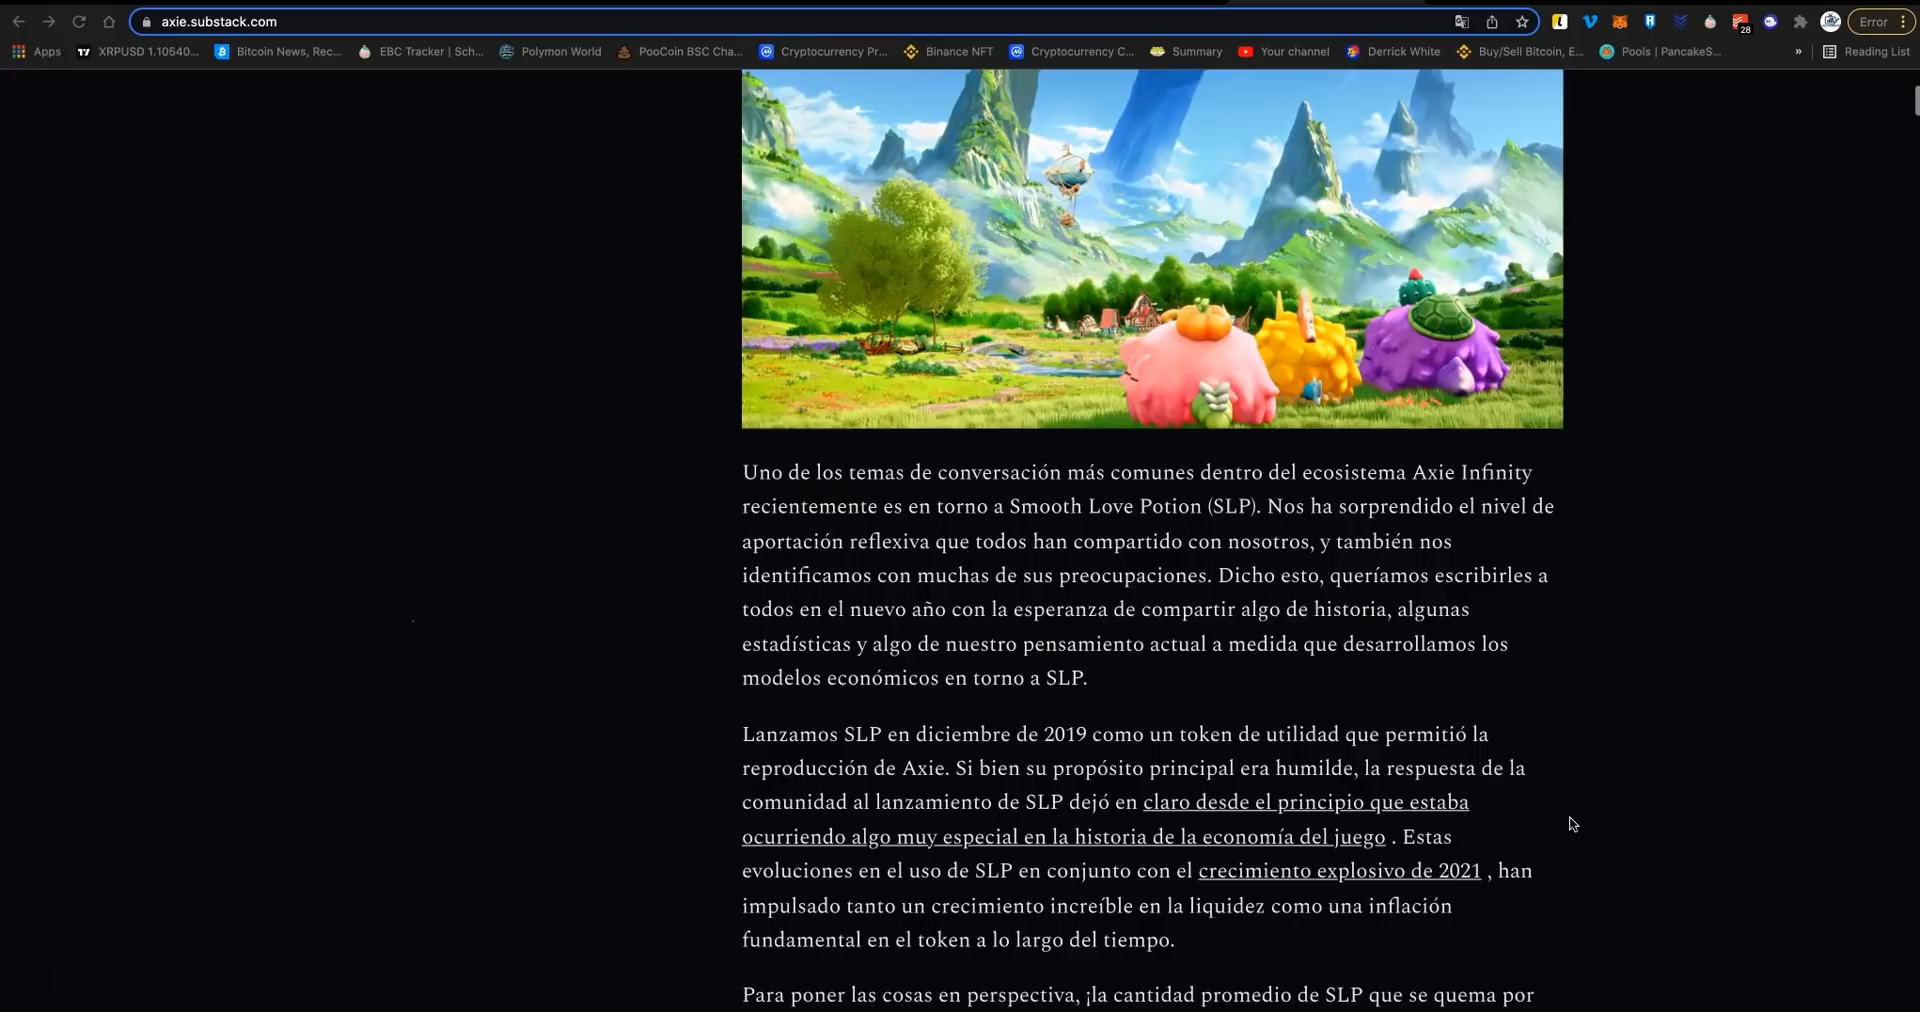 axie.substack.com
Error
28
Apps
XRPUSD 1.10540...
Bitcoin News, Rec...
EBC Tracker | Sch...
Polymon World
PooCoin BSC Cha...
Cryptocurrency Pr...
Binance NFT
Cryptocurrency C...
Summary
Your channel
Derrick White
Buy/Sell Bitcoin, E...
Pools | PancakeS...
»
Reading List
Uno de los temas de conversación más comunes dentro del ecosistema Axie Infinity
recientemente es en torno a Smooth Love Potion (SLP). Nos ha sorprendido el nivel de
aportación reflexiva que todos han compartido con nosotros, y también nos
identificamos con muchas de sus preocupaciones. Dicho esto, queríamos escribirles a
todos en el nuevo año con la esperanza de compartir algo de historia, algunas
estadísticas y algo de nuestro pensamiento actual a medida que desarrollamos los
modelos económicos en torno a SLP.
Lanzamos SLP en diciembre de 2019 como un token de utilidad que permitió la
reproducción de Axie. Si bien su propósito principal era humilde, la respuesta de la
comunidad al lanzamiento de SLP dejó en claro desde el principio que estaba
ocurriendo algo muy especial en la historia de la economía del juego . Estas
evoluciones en el uso de SLP en conjunto con el crecimiento explosivo de 2021 , han
impulsado tanto un crecimiento increíble en la liquidez como una inflación
fundamental en el token a lo largo del tiempo.
Para poner las cosas en perspectiva, ¡la cantidad promedio de SLP que se quema por